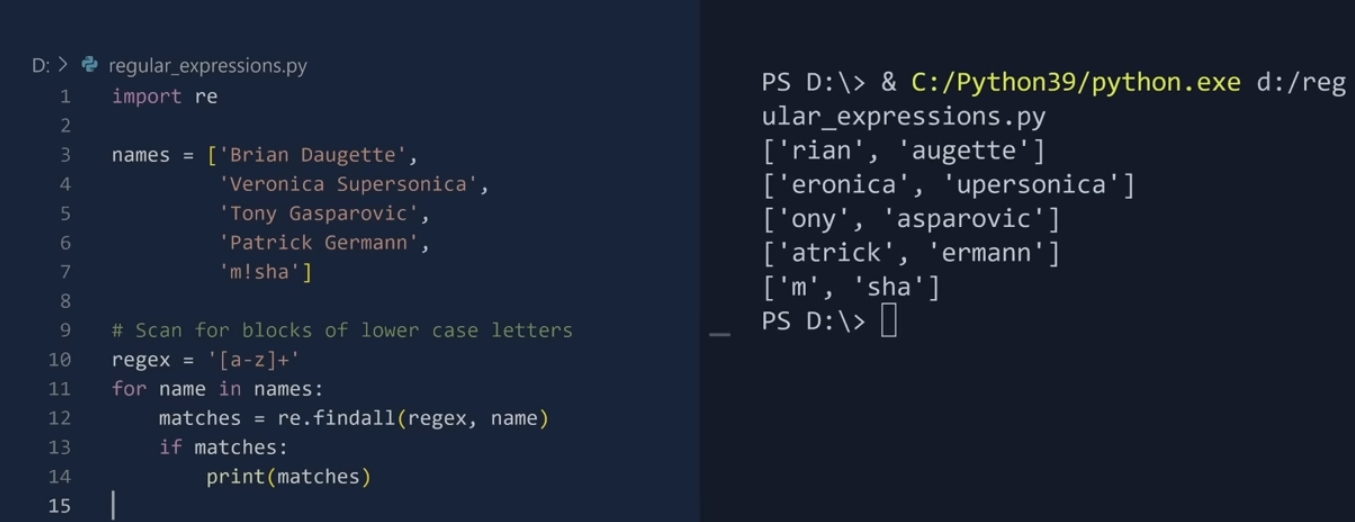 D: > regular_expressions.py
1 import re
2
3 names = ['Brian Daugette',
4 'Veronica Supersonica',
5 'Tony Gasparovic',
6 'Patrick Germann',
7 'm!sha']
8
9 # Scan for blocks of lower case letters
10 regex = '[a-z]+'
11 for name in names:
12 matches = re.findall(regex, name)
13 if matches:
14 print(matches)
15
PS D:\> & C:/Python39/python.exe d:/reg
ular_expressions.py
['rian', 'augette']
['eronica', 'upersonica']
['ony', 'asparovic']
['atrick', 'ermann']
['m', 'sha']
PS D:\>